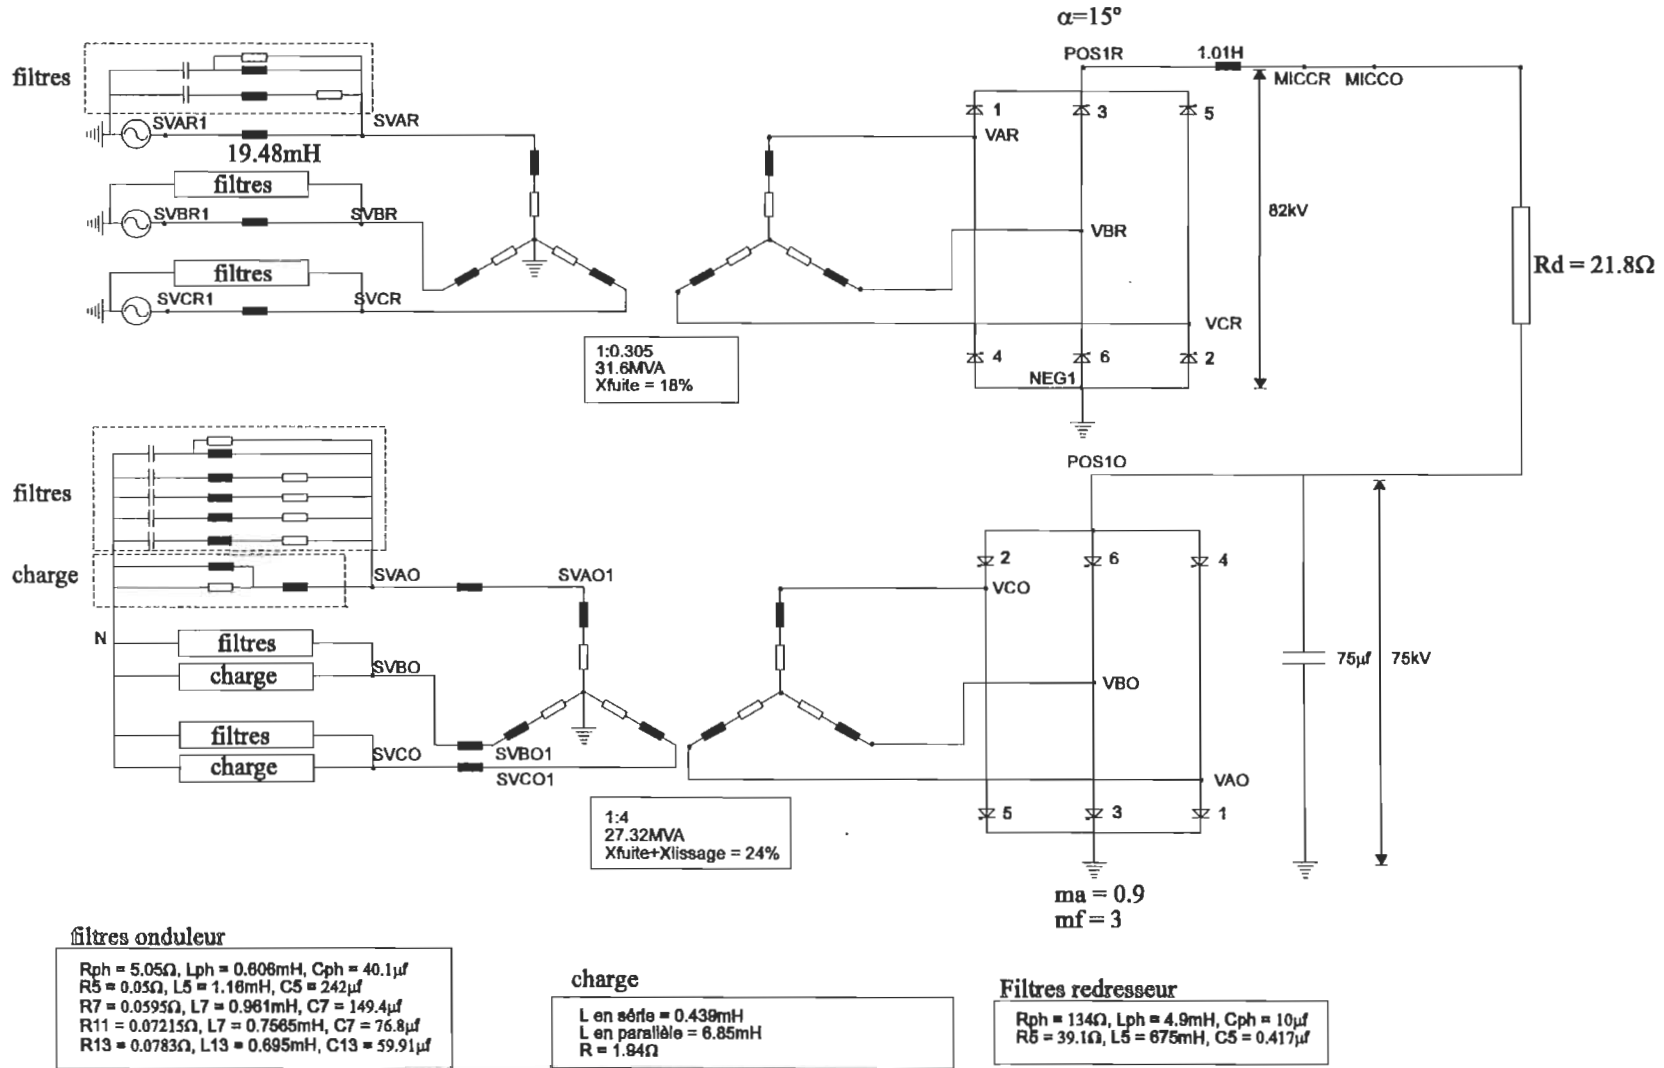 α=15º
POS1R
1.01H
MICCR MICCO
filtres
SVAR1
SVAR
19.48mH
filtres
SVBR1
SVBR
filtres
SVCR1
SVCR
1
3
5
VAR
VBR
82kV
Rd = 21.8Ω
VCR
4
6
2
NEG1
1:0.305
31.6MVA
Xfuite = 18%
POS1O
filtres
charge
SVAO
SVAO1
N
filtres
charge
SVBO
filtres
charge
SVCO
SVBO1
SVCO1
2
6
4
VCO
VBO
75µf
75kV
VAO
5
3
1
1:4
27.32MVA
Xfuite+Xlissage = 24%
ma = 0.9
mf = 3
filtres onduleur
Rph = 5.05Ω, Lph = 0.606mH, Cph = 40.1µf
R5 = 0.05Ω, L5 = 1.16mH, C5 = 242µf
R7 = 0.0595Ω, L7 = 0.961mH, C7 = 149.4µf
R11 = 0.07215Ω, L7 = 0.7565mH, C7 = 76.8µf
R13 = 0.0783Ω, L13 = 0.695mH, C13 = 59.91µf
charge
L en série = 0.439mH
L en parallèle = 6.85mH
R = 1.94Ω
Filtres redresseur
Rph = 134Ω, Lph = 4.9mH, Cph = 10µf
R5 = 39.1Ω, L5 = 675mH, C5 = 0.417µf